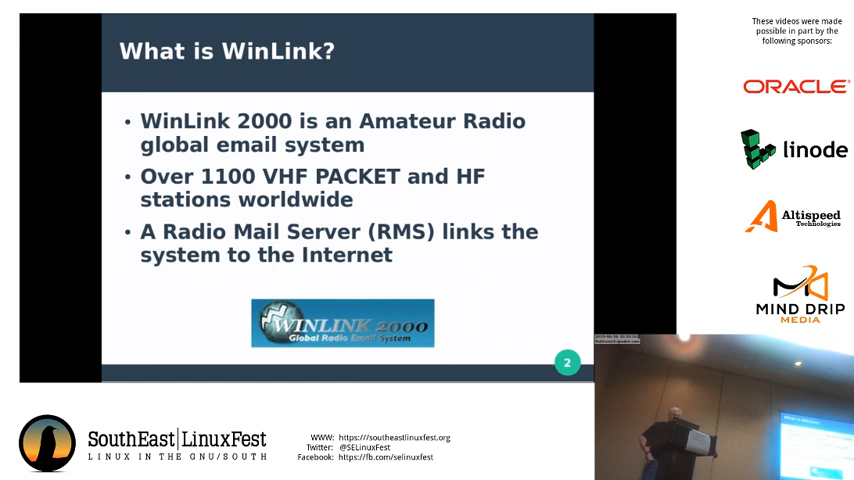 These videos were made
possible in part by the
following sponsors:
What is WinLink?
ORACLE
• WinLink 2000 is an Amateur Radio
global email system
• Over 1100 VHF PACKET and HF
stations worldwide
• A Radio Mail Server (RMS) links the
system to the Internet
linode
Altispeed
Technologies
MIND DRIP
MEDIA
WINLINK 2000
Global Radio Email System
2
SouthEast|LinuxFest
LINUX IN THE GNU/SOUTH
WWW: https:///southeastlinuxfest.org
Twitter: @SELinuxFest
Facebook: https://fb.com/selinuxfest
What is WinLink?